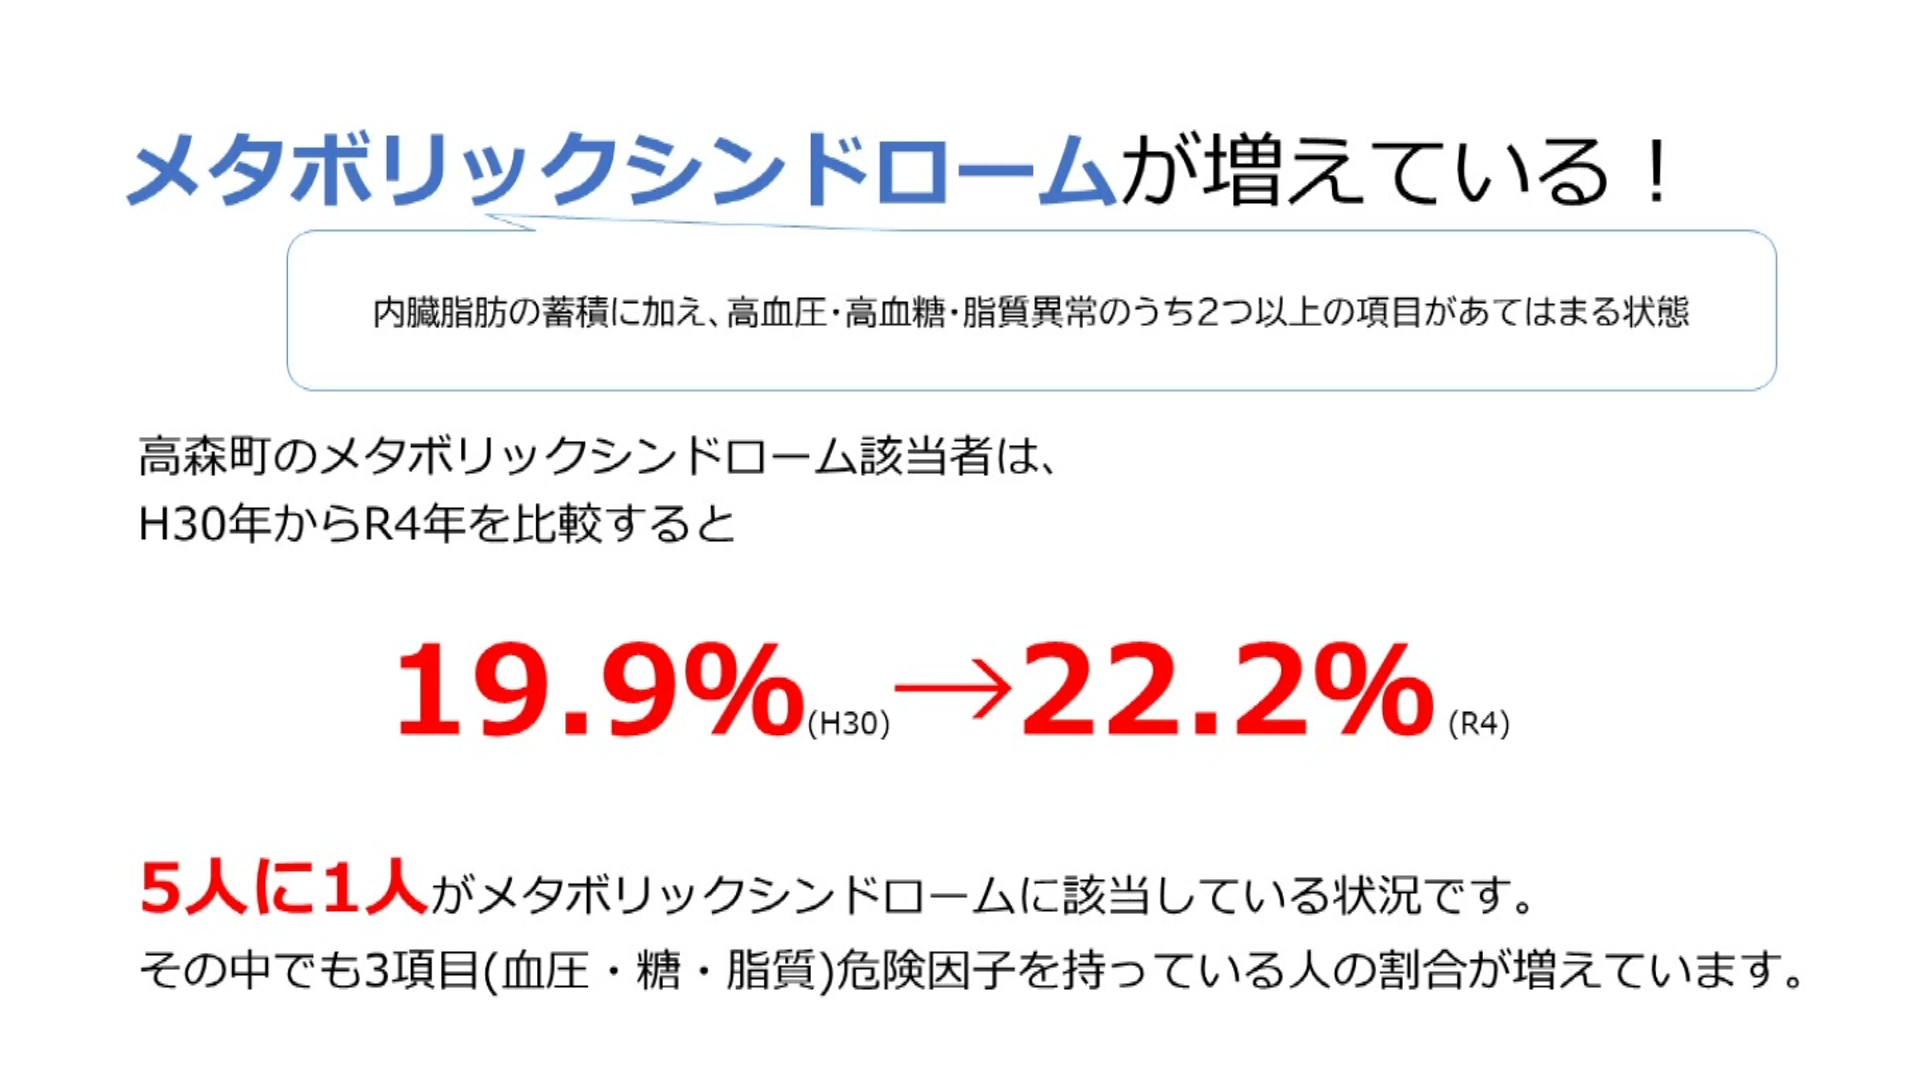 メタボリックシンドロームが増えている！
内臓脂肪の蓄積に加え、高血圧･高血糖･脂質異常のうち2つ以上の項目があてはまる状態
高森町のメタボリックシンドローム該当者は、
H30年からR4年を比較すると
19.9%(H30)→22.2%(R4)
5人に1人がメタボリックシンドロームに該当している状況です。
その中でも3項目(血圧・糖・脂質)危険因子を持っている人の割合が増えています。